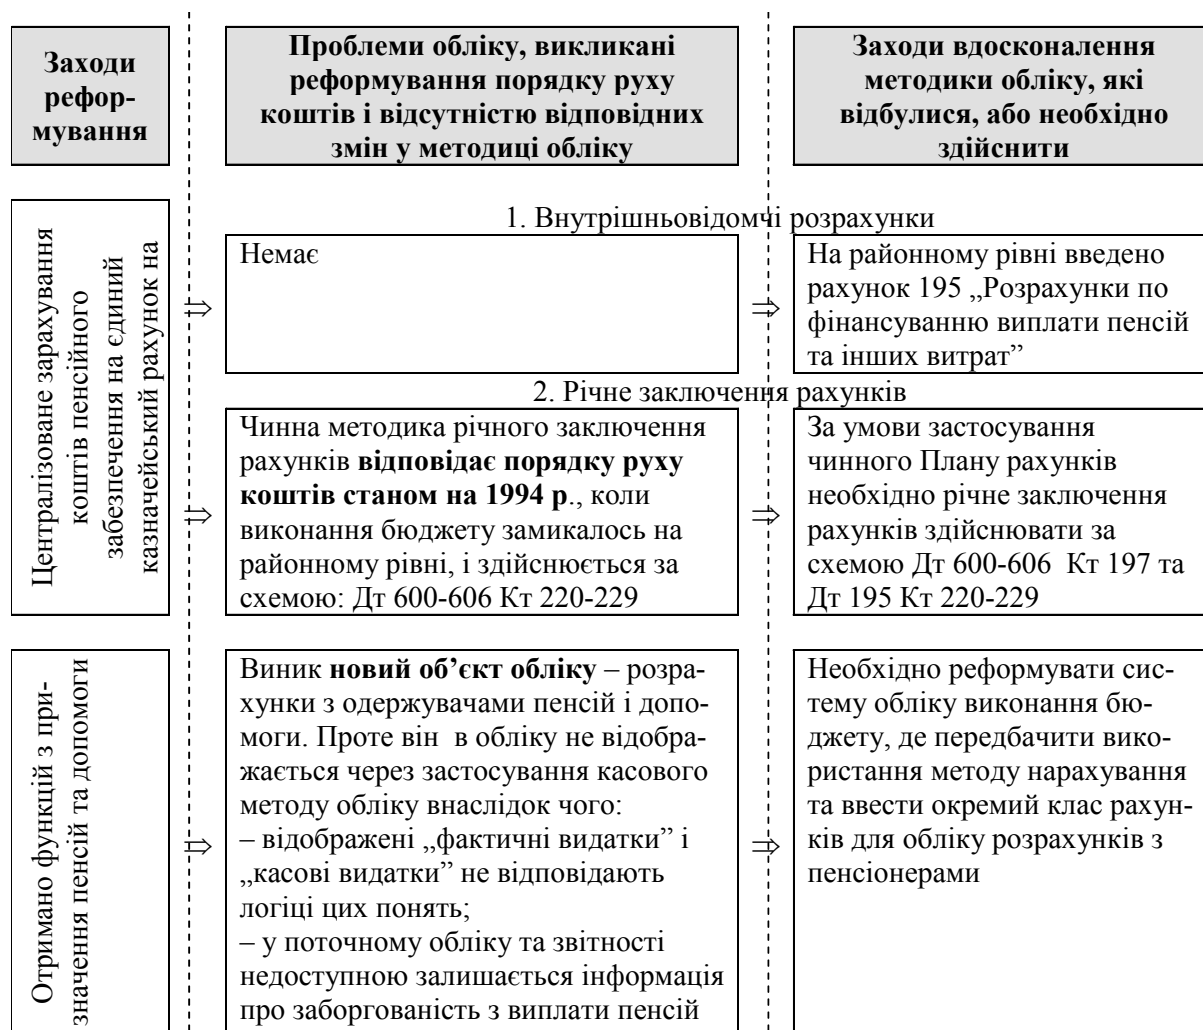 Заходи
рефор-
мування
Проблеми обліку, викликані
реформування порядку руху
коштів і відсутністю відповідних
змін у методиці обліку
Заходи вдосконалення
методики обліку, які
відбулися, або необхідно
здійснити
Централізоване зарахування
коштів пенсійного
забезпечення на єдиний
казначейський рахунок на
1. Внутрішньовідомчі розрахунки
Немає
⇒
⇒
На районному рівні введено
рахунок 195 „Розрахунки по
фінансуванню виплати пенсій
та інших витрат”
2. Річне заключення рахунків
⇒
Чинна методика річного заключення
рахунків відповідає порядку руху
коштів станом на 1994 р., коли
виконання бюджету замикалось на
районному рівні, і здійснюється за
схемою: Дт 600-606 Кт 220-229
⇒
За умови застосування
чинного Плану рахунків
необхідно річне заключення
рахунків здійснювати за
схемою Дт 600-606 Кт 197 та
Дт 195 Кт 220-229
Отримано функцій з при-
значення пенсій та допомоги
⇒
Виник новий об’єкт обліку – розра-
хунки з одержувачами пенсій і допо-
моги. Проте він в обліку не відобра-
жається через застосування касового
методу обліку внаслідок чого:
– відображені „фактичні видатки” і
„касові видатки” не відповідають
логіці цих понять;
– у поточному обліку та звітності
недоступною залишається інформація
про заборгованість з виплати пенсій
⇒
Необхідно реформувати сис-
тему обліку виконання бю-
джету, де передбачити вико-
ристання методу нарахування
та ввести окремий клас рахун-
ків для обліку розрахунків з
пенсіонерами